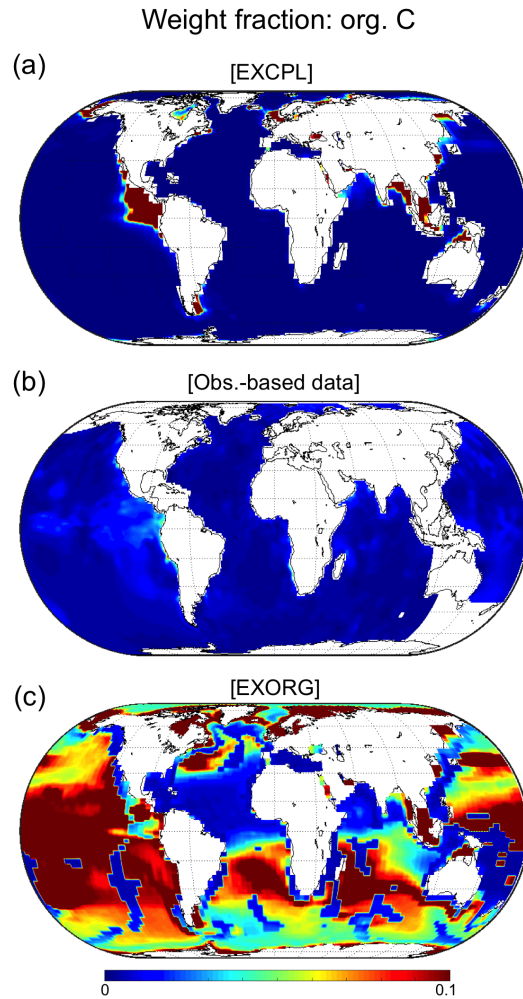 Weight fraction: org. C
(a)
[EXCPL]
(b)
[Obs.-based data]
(c)
[EXORG]
0 0.1